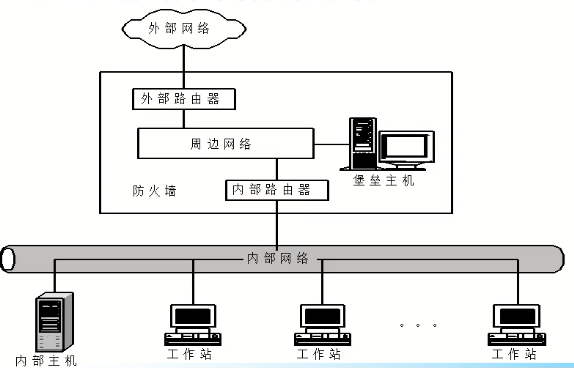 外部网络
外部路由器
周边网络
堡垒主机
防火墙
内部路由器
内部网络
内部主机
工作站
工作站
。。。
工作站